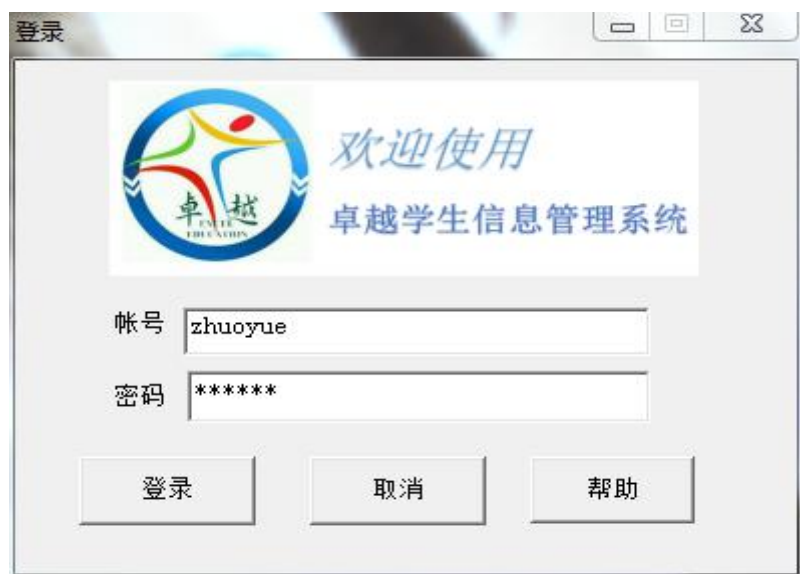 登录
欢迎使用
卓越学生信息管理系统
卓越
EDUCATION
帐号 zhuoyue
密码 ******
登录 取消 帮助